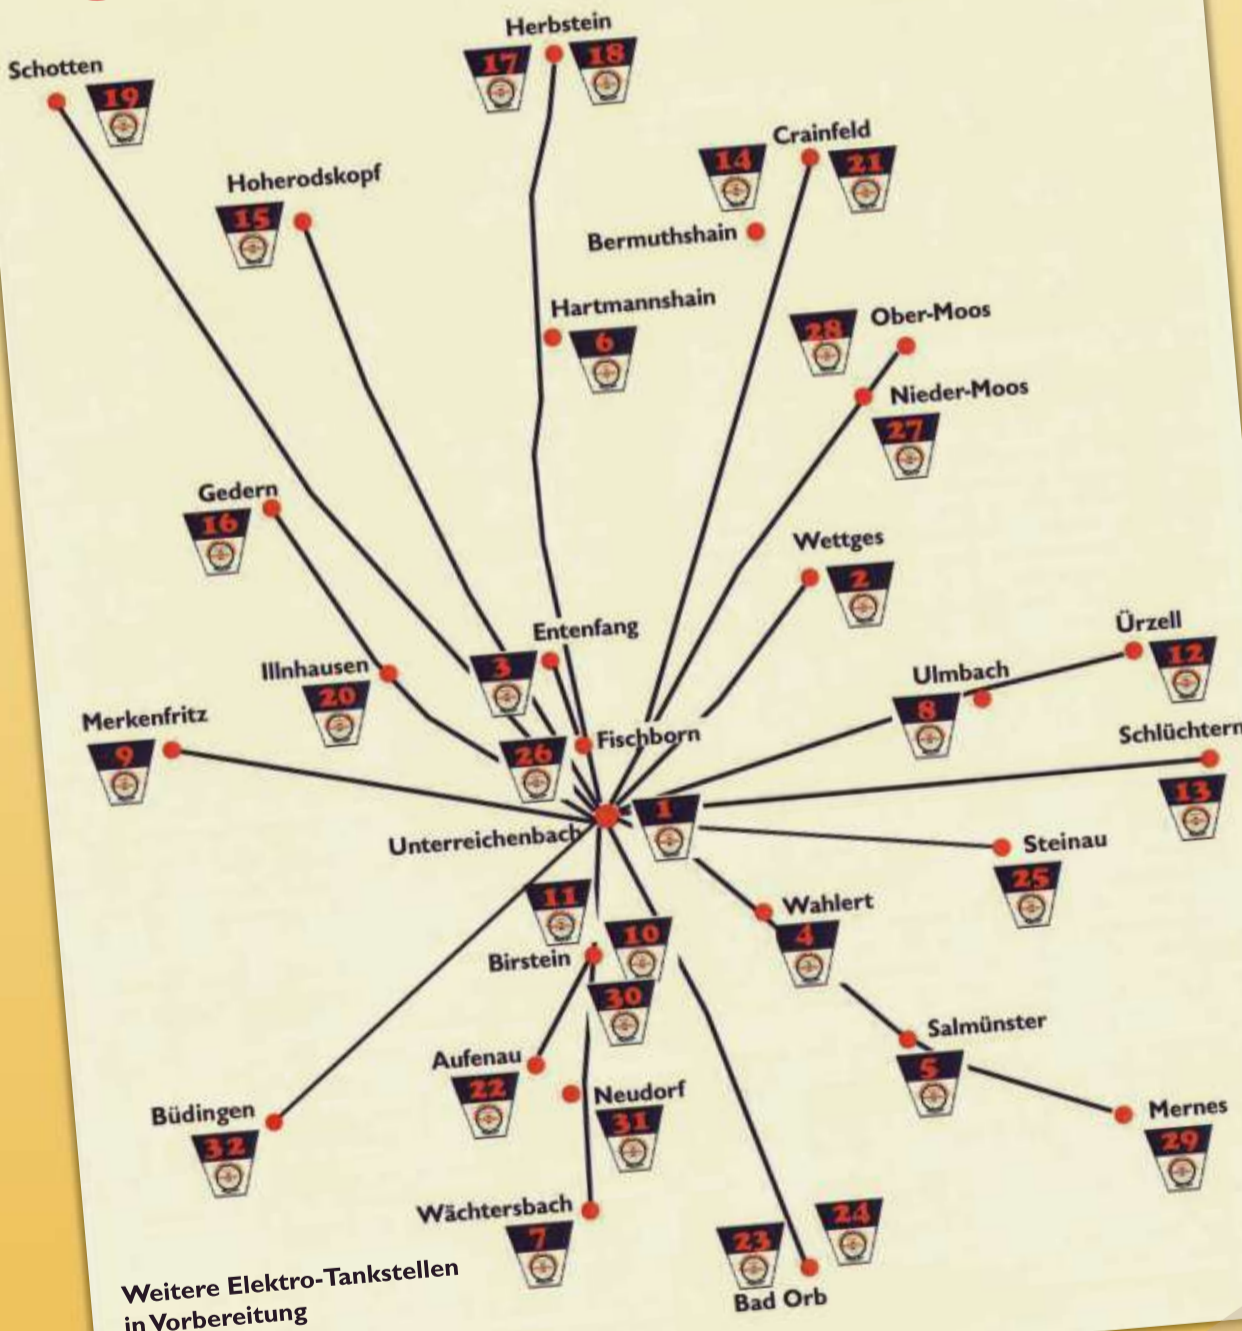 Herbstein
17
18
Schotten
19
Crainfeld
14
21
Hoherodskopf
15
Bermuthshain
Hartmannshain
6
28
Ober-Moos
Nieder-Moos
27
Gedern
16
Wettges
2
Entenfang
3
Ürzell
12
Illnhausen
20
Ulmbach
8
Merkenfritz
9
Fischborn
26
Schlüchtern
13
1
Unterreichenbach
Steinau
25
11
Wahlert
4
10
Birstein
30
Salmünster
5
Aufenau
22
Neudorf
31
Büdingen
32
Mernes
29
Wächtersbach
7
24
23
Bad Orb
Weitere Elektro-Tankstellen
in Vorbereitung